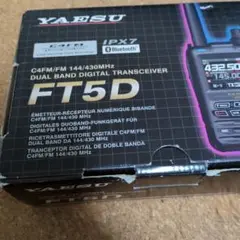 YAESU
C4FM
IPX7
Bluetooth
C4FM/FM 144/430MHz
DUAL BAND DIGITAL TRANSCEIVER
FT5D
ÉMETTEUR-RÉCEPTEUR NUMÉRIQUE BIBANDE
C4FM/FM 144/430 MHz
DIGITALES DUOBAND-FUNKGERÄT FÜR
C4FM/FM 144/430 MHz
RICETRASMETTITORE DIGITALE C4FM/FM
DUAL BAND DA 144/430 MHz
TRANCEPTOR DIGITAL DE DOBLE BANDA
C4FM/FM 144/430 MHz
YAESU
432.50
145.00